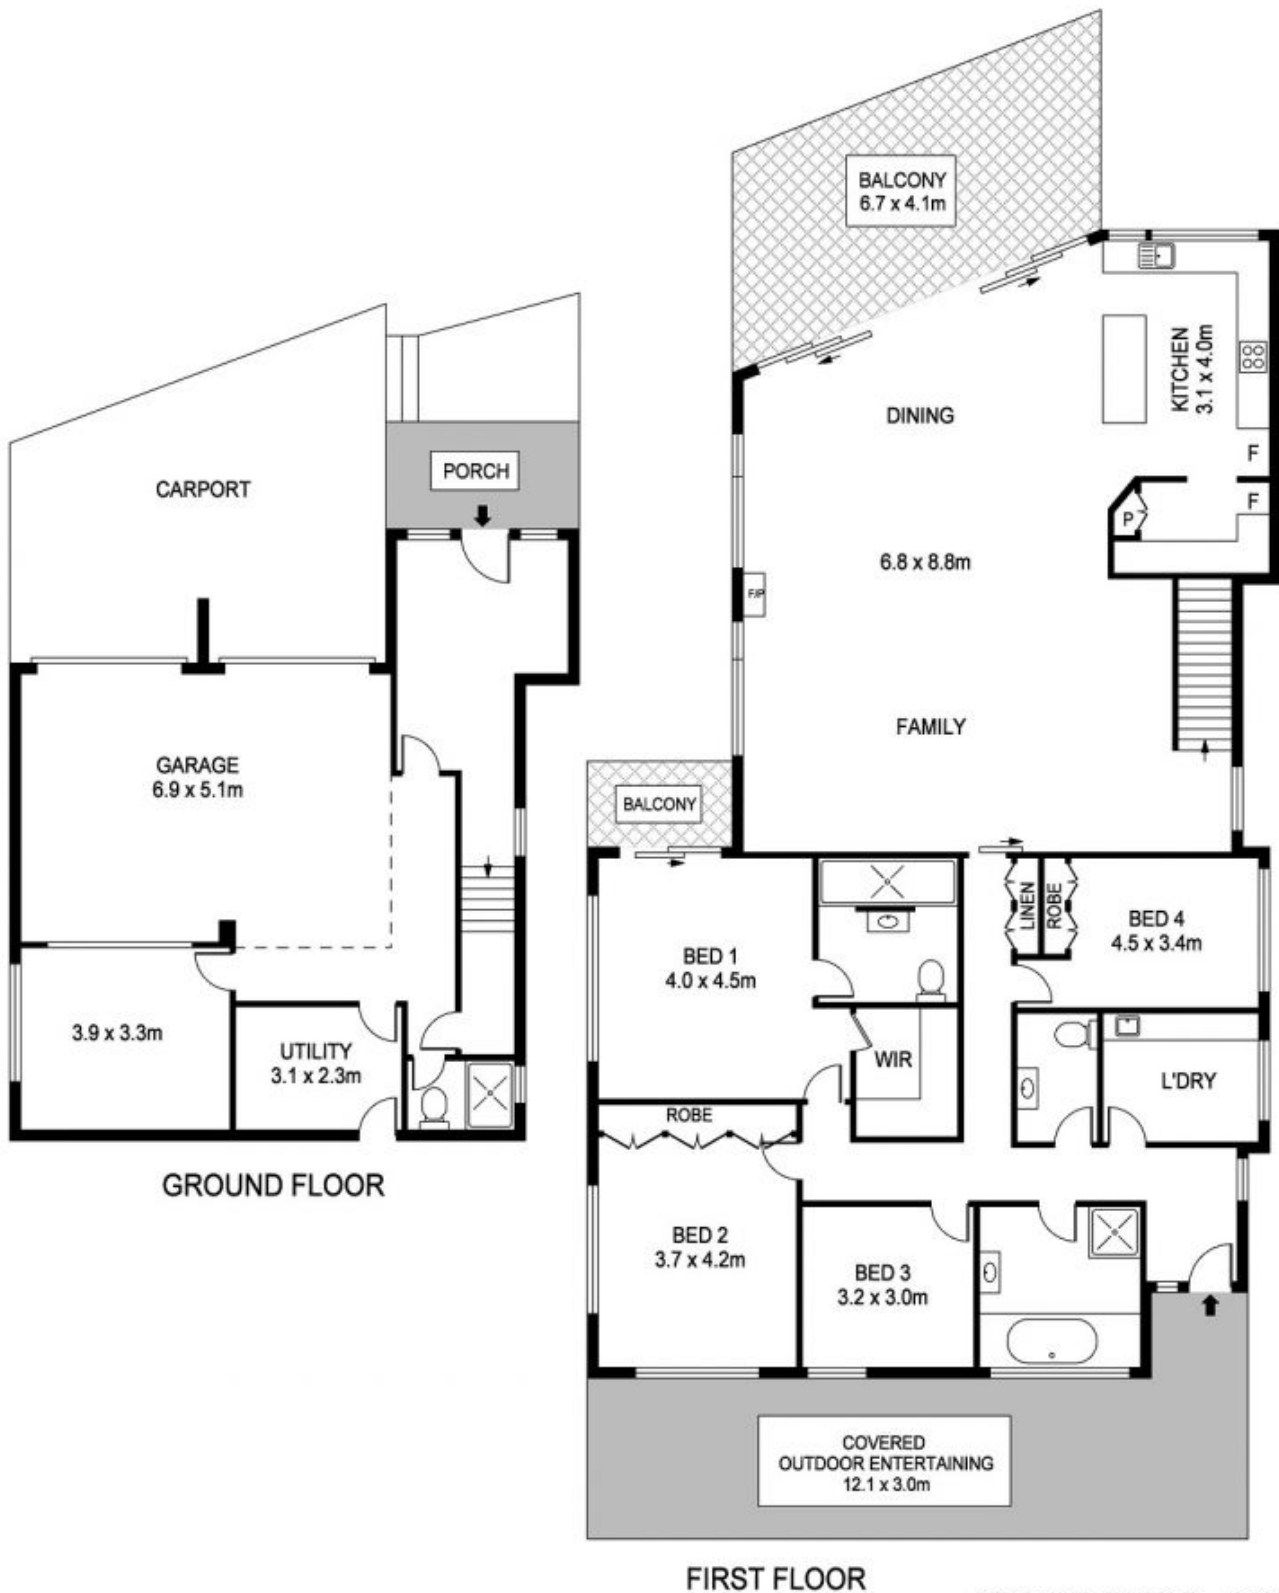 CARPORT
PORCH
GARAGE
6.9 x 5.1m
3.9 x 3.3m
UTILITY
3.1 x 2.3m
GROUND FLOOR
BALCONY
6.7 x 4.1m
KITCHEN
3.1 x 4.0m
DINING
F
F
P
6.8 x 8.8m
F/P
FAMILY
BALCONY
LINEN
ROBE
BED 4
4.5 x 3.4m
BED 1
4.0 x 4.5m
WIR
L'DRY
ROBE
BED 2
3.7 x 4.2m
BED 3
3.2 x 3.0m
COVERED
OUTDOOR ENTERTAINING
12.1 x 3.0m
FIRST FLOOR